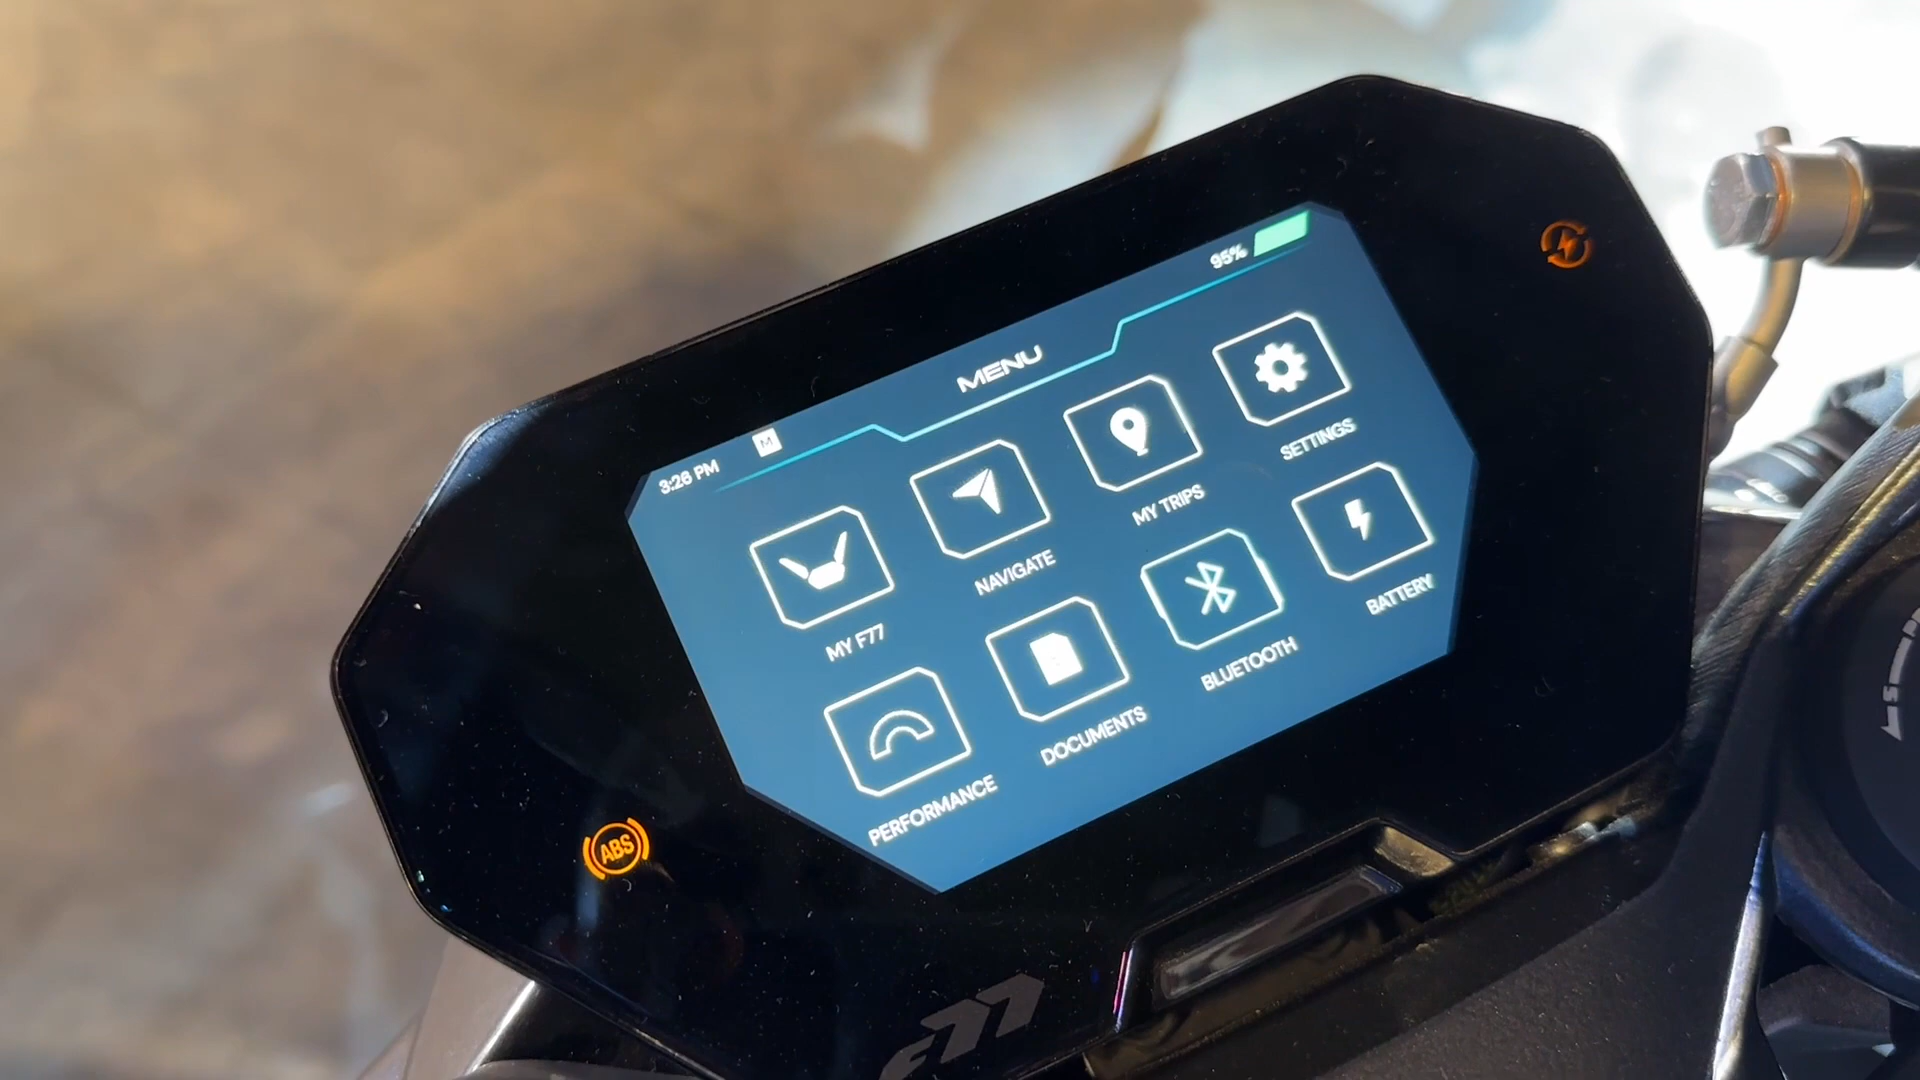 95%
MENU
3:26 PM
M
MY F77
NAVIGATE
MY TRIPS
SETTINGS
PERFORMANCE
DOCUMENTS
BLUETOOTH
BATTERY
ABS
F77